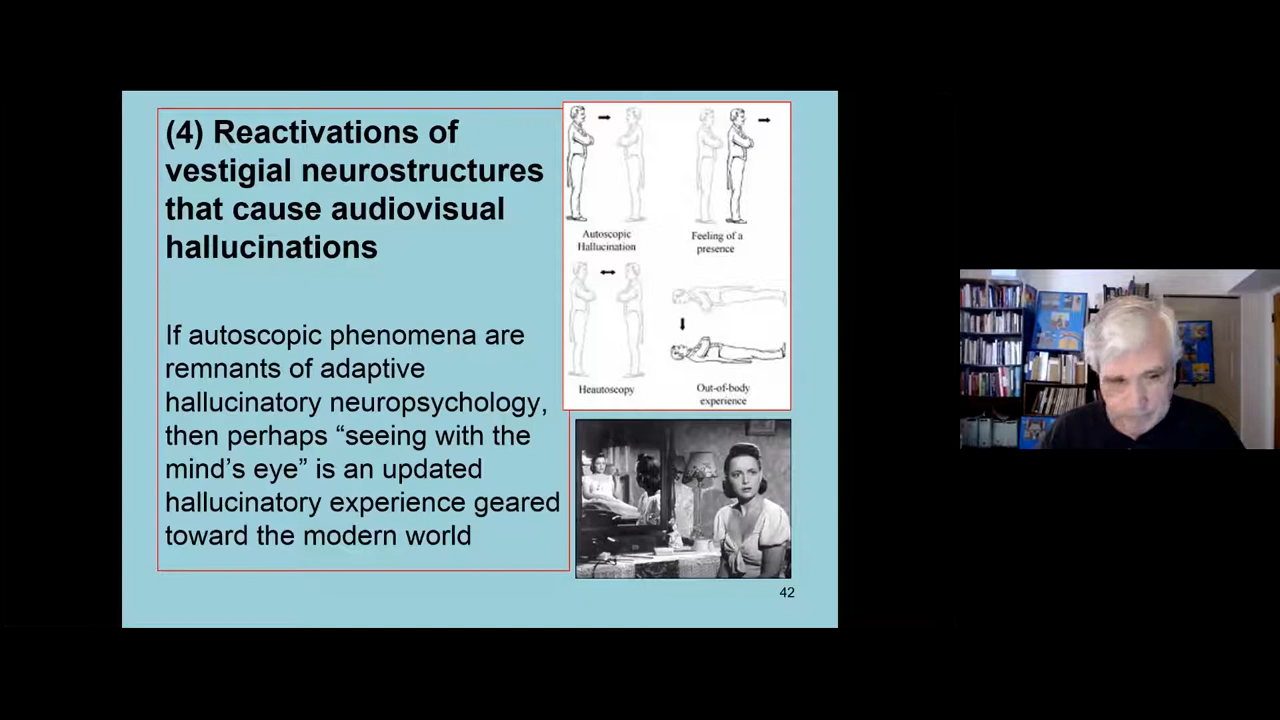 (4) Reactivations of
vestigial neurostructures
that cause audiovisual
hallucinations
If autoscopic phenomena are
remnants of adaptive
hallucinatory neuropsychology,
then perhaps “seeing with the
mind’s eye” is an updated
hallucinatory experience geared
toward the modern world
Autoscopic
Hallucination
Feeling of a
presence
Heautoscopy
Out-of-body
experience
42